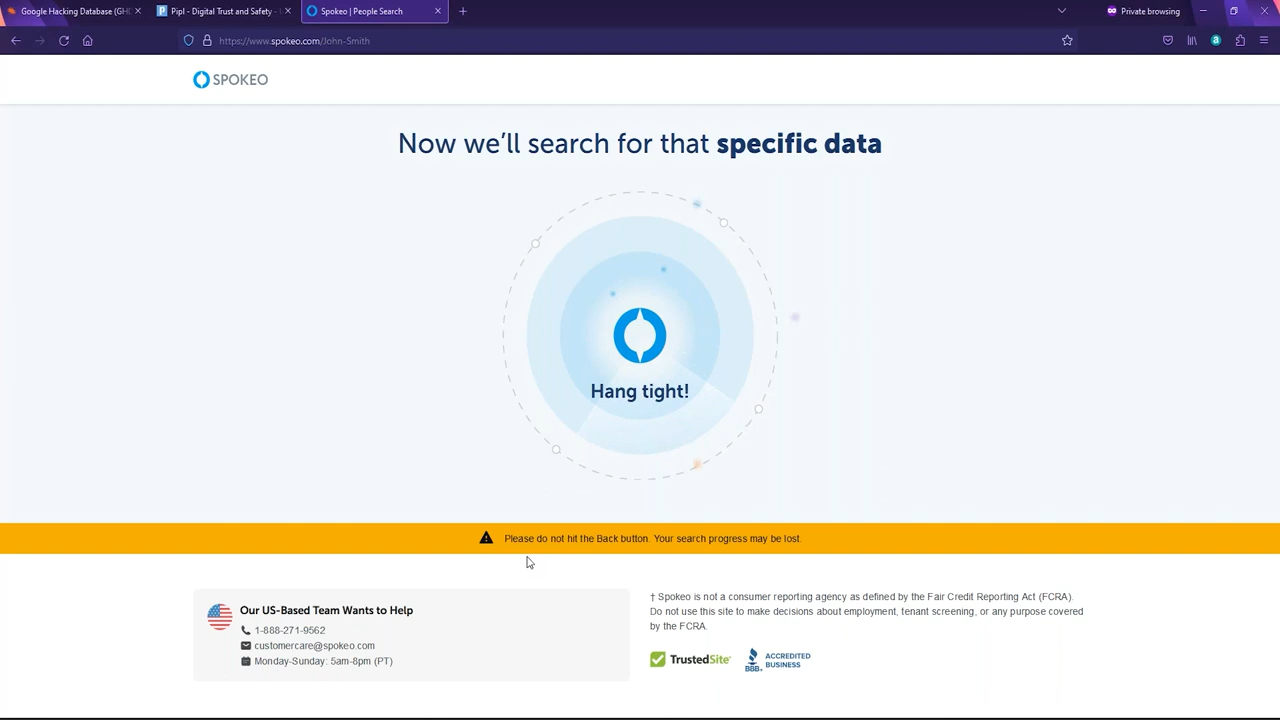 Google Hacking Database (GH
Pipl - Digital Trust and Safety -
Spokeo | People Search
Private browsing
https://www.spokeo.com/John-Smith
SPOKEO
Now we'll search for that specific data
Hang tight!
Please do not hit the Back button. Your search progress may be lost.
Our US-Based Team Wants to Help
1-888-271-9562
customercare@spokeo.com
Monday-Sunday: 5am-8pm (PT)
† Spokeo is not a consumer reporting agency as defined by the Fair Credit Reporting Act (FCRA).
Do not use this site to make decisions about employment, tenant screening, or any purpose covered
by the FCRA.
TrustedSite
BBB
ACCREDITED
BUSINESS